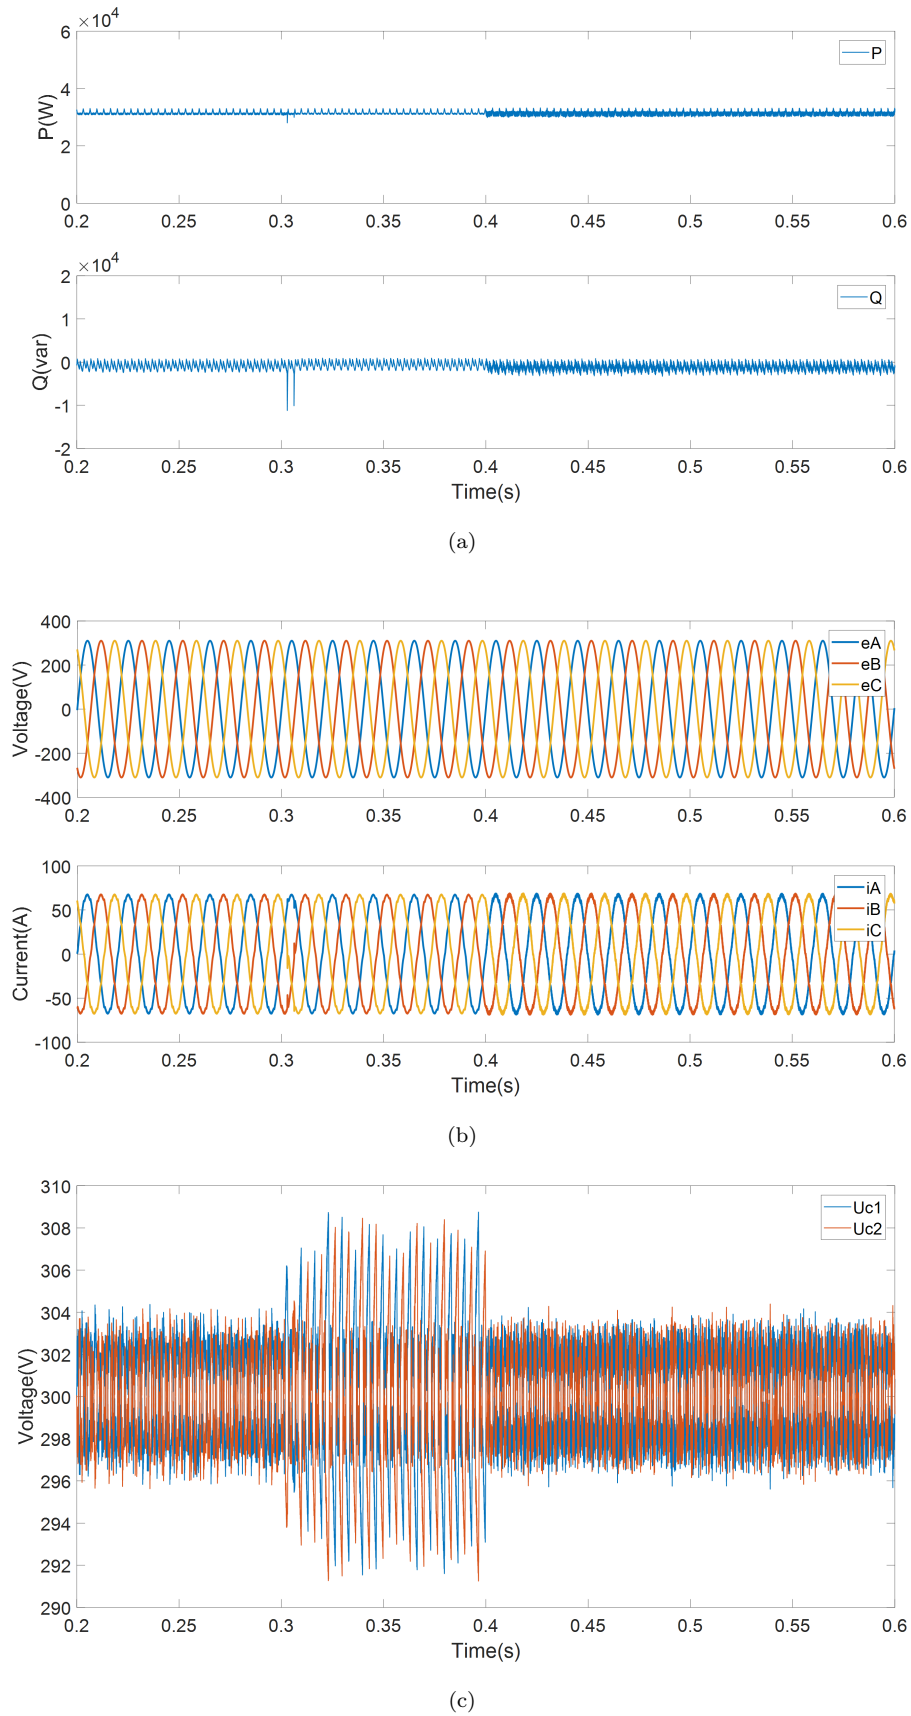 ×10⁴
6
4
2
0
P(W)
P
0.2 0.25 0.3 0.35 0.4 0.45 0.5 0.55 0.6
×10⁴
2
1
0
-1
-2
Q(var)
Q
0.2 0.25 0.3 0.35 0.4 0.45 0.5 0.55 0.6
Time(s)
(a)
400
200
0
-200
-400
Voltage(V)
eA
eB
eC
0.2 0.25 0.3 0.35 0.4 0.45 0.5 0.55 0.6
100
50
0
-50
-100
Current(A)
iA
iB
iC
0.2 0.25 0.3 0.35 0.4 0.45 0.5 0.55 0.6
Time(s)
(b)
310
308
306
304
302
300
298
296
294
292
290
Voltage(V)
Uc1
Uc2
0.2 0.25 0.3 0.35 0.4 0.45 0.5 0.55 0.6
Time(s)
(c)